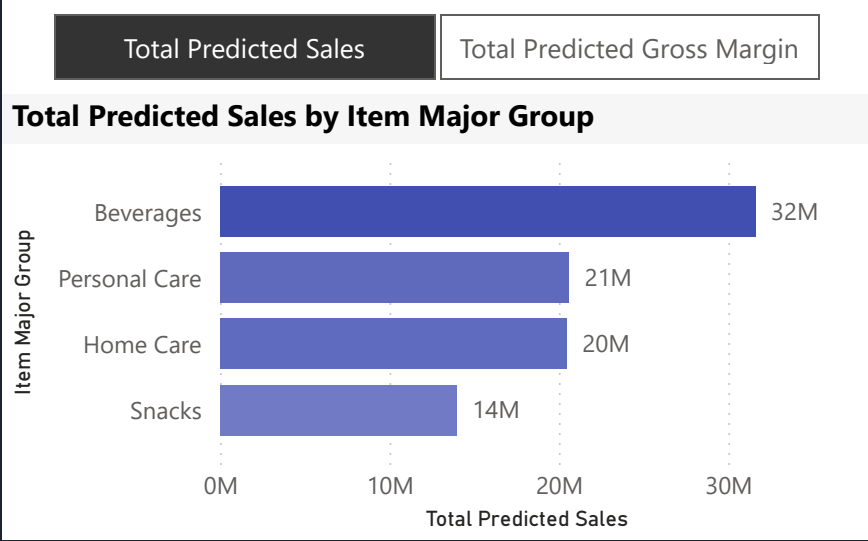 Total Predicted Sales
Total Predicted Gross Margin
Total Predicted Sales by Item Major Group
Item Major Group
Beverages 32M
Personal Care 21M
Home Care 20M
Snacks 14M
0M 10M 20M 30M
Total Predicted Sales